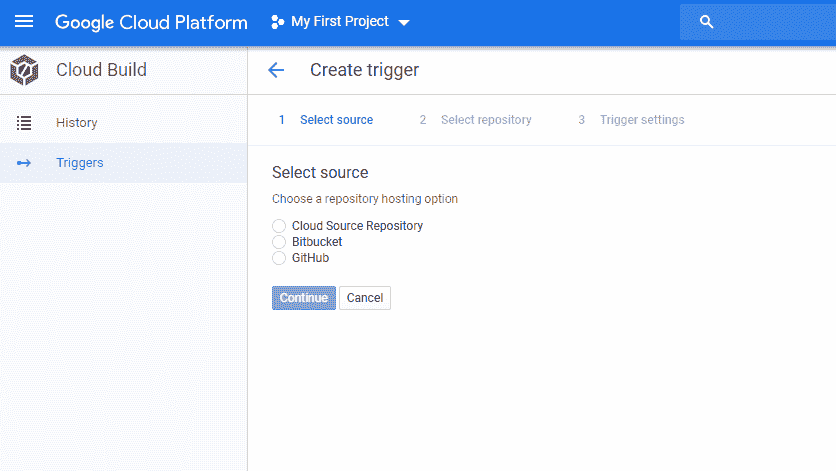 Google Cloud Platform My First Project
Cloud Build
Create trigger
History
Triggers
1 Select source 2 Select repository 3 Trigger settings
Select source
Choose a repository hosting option
Cloud Source Repository
Bitbucket
GitHub
Continue Cancel